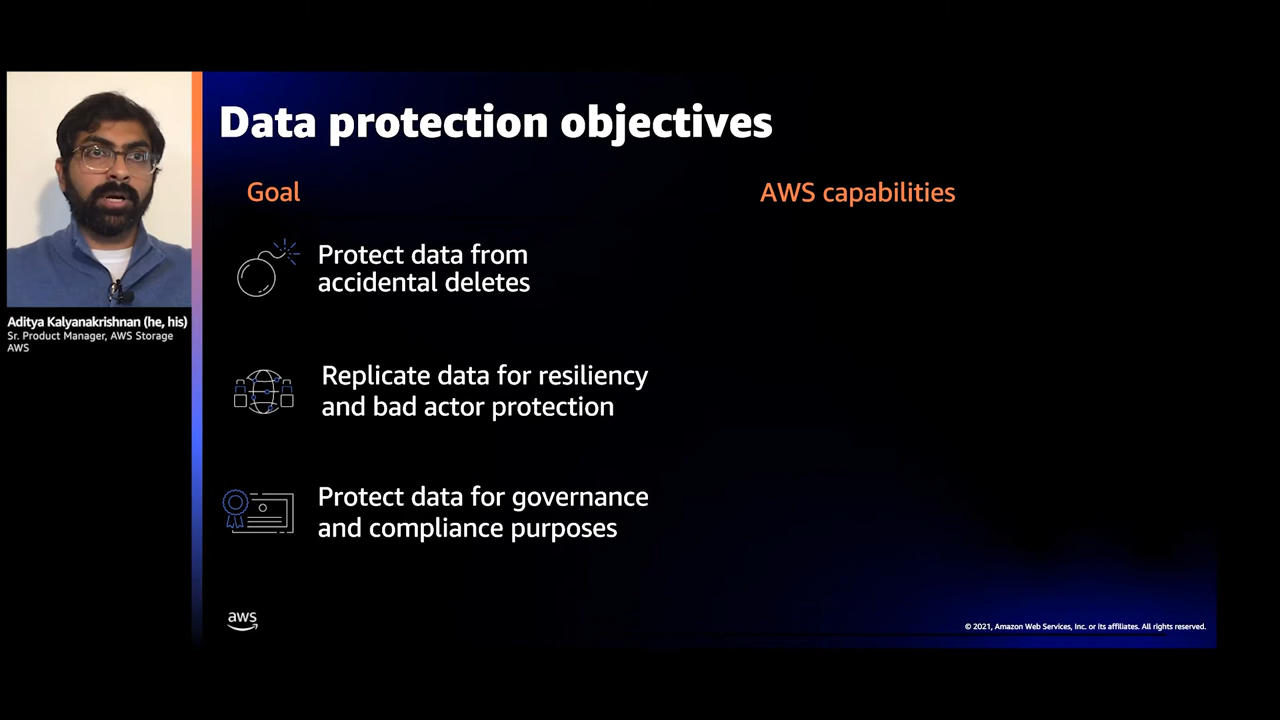 Data protection objectives
Goal
AWS capabilities
Protect data from
accidental deletes
Replicate data for resiliency
and bad actor protection
Protect data for governance
and compliance purposes
Aditya Kalyanakrishnan (he, his)
Sr. Product Manager, AWS Storage
AWS
aws
© 2021, Amazon Web Services, Inc. or its affiliates. All rights reserved.